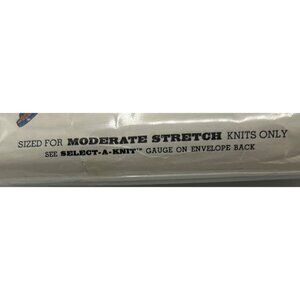 SIZED FOR MODERATE STRETCH KNITS ONLY
SEE SELECT-A-KNIT™ GAUGE ON ENVELOPE BACK